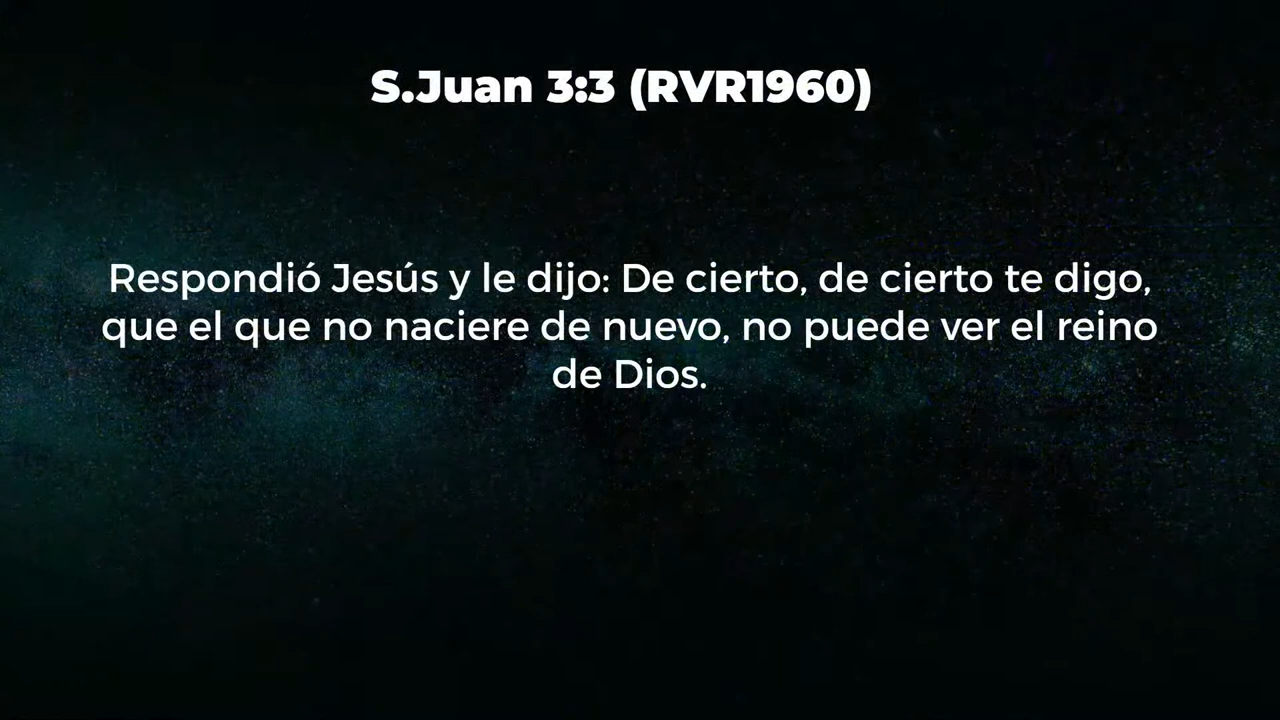 S.Juan 3:3 (RVR1960)
Respondió Jesús y le dijo: De cierto, de cierto te digo,
que el que no naciere de nuevo, no puede ver el reino
de Dios.